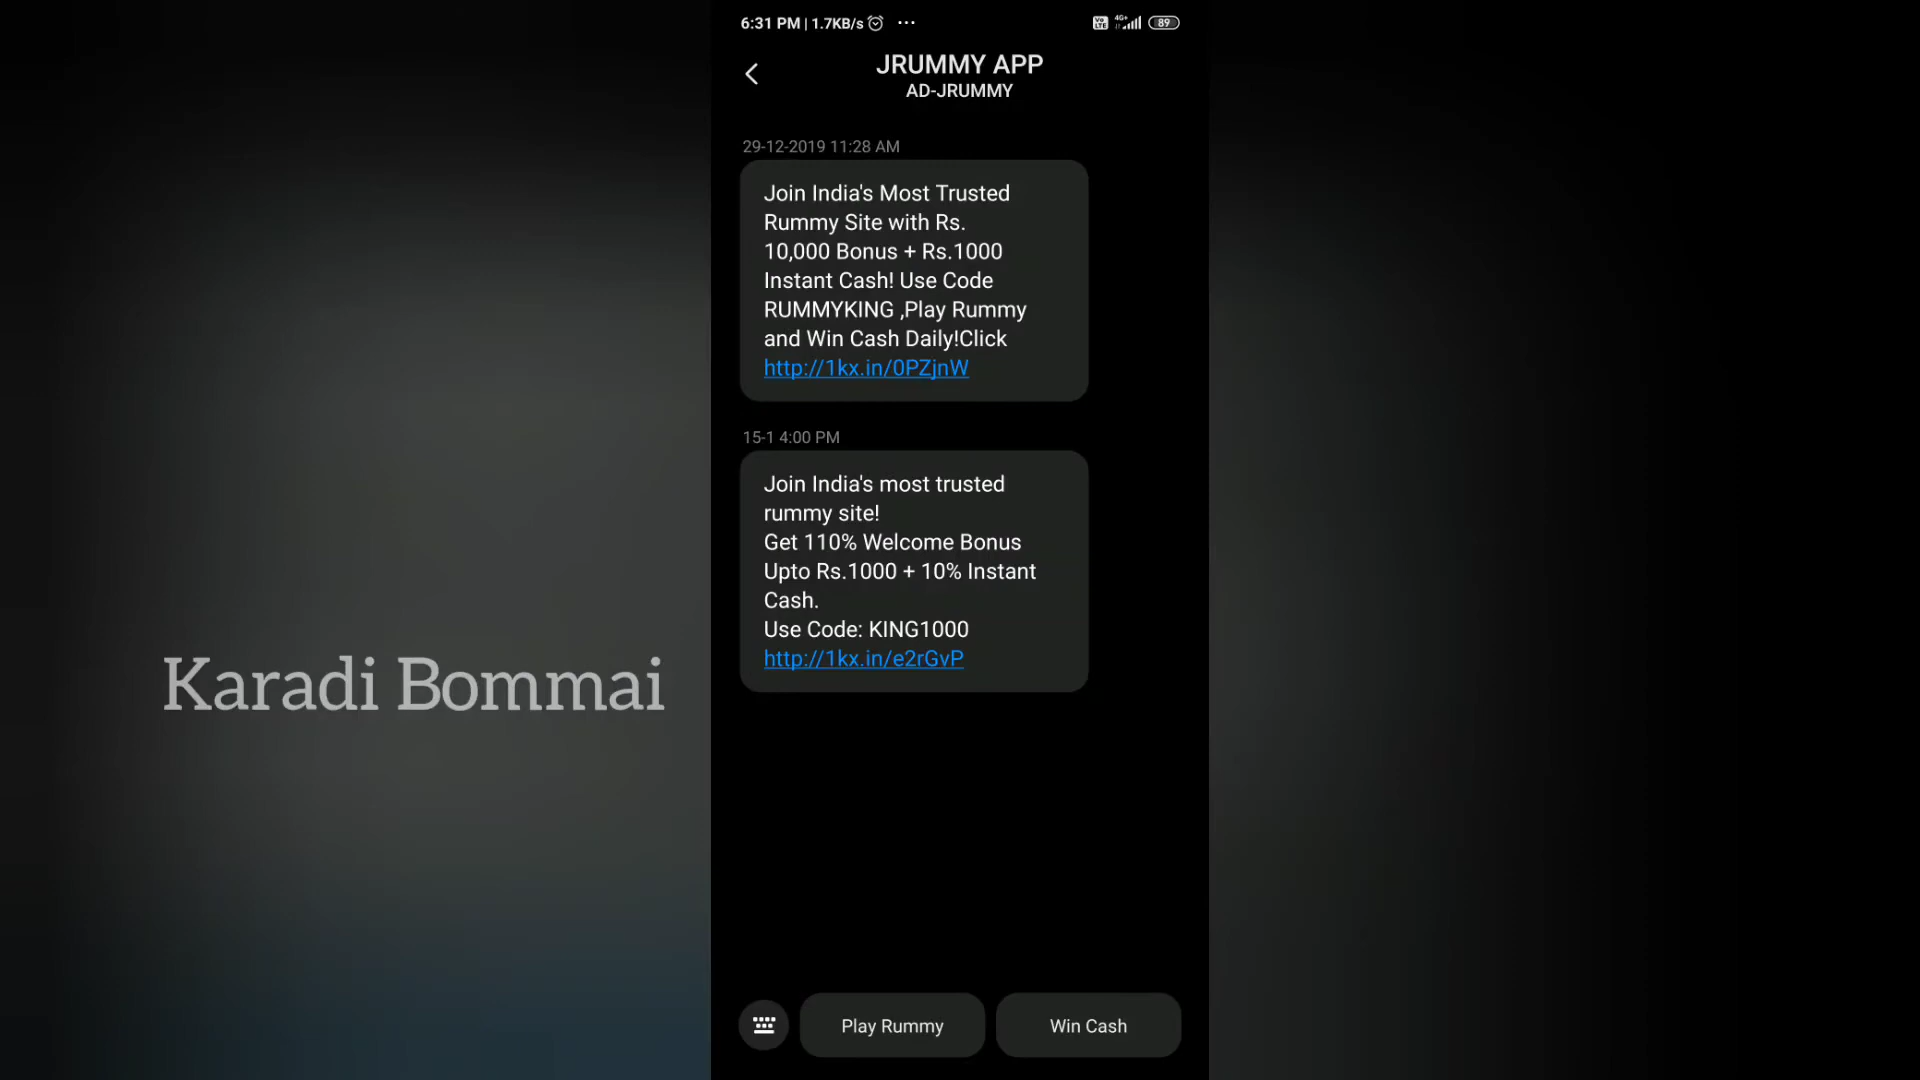 6:31 PM | 1.7KB/s ...
Vo LTE 4G+ 89
JRUMMY APP
AD-JRUMMY
29-12-2019 11:28 AM
Join India's Most Trusted
Rummy Site with Rs.
10,000 Bonus + Rs.1000
Instant Cash! Use Code
RUMMYKING ,Play Rummy
and Win Cash Daily!Click
http://1kx.in/0PZjnW
15-1 4:00 PM
Join India's most trusted
rummy site!
Get 110% Welcome Bonus
Upto Rs.1000 + 10% Instant
Cash.
Use Code: KING1000
http://1kx.in/e2rGvP
Karadi Bommai
Play Rummy
Win Cash